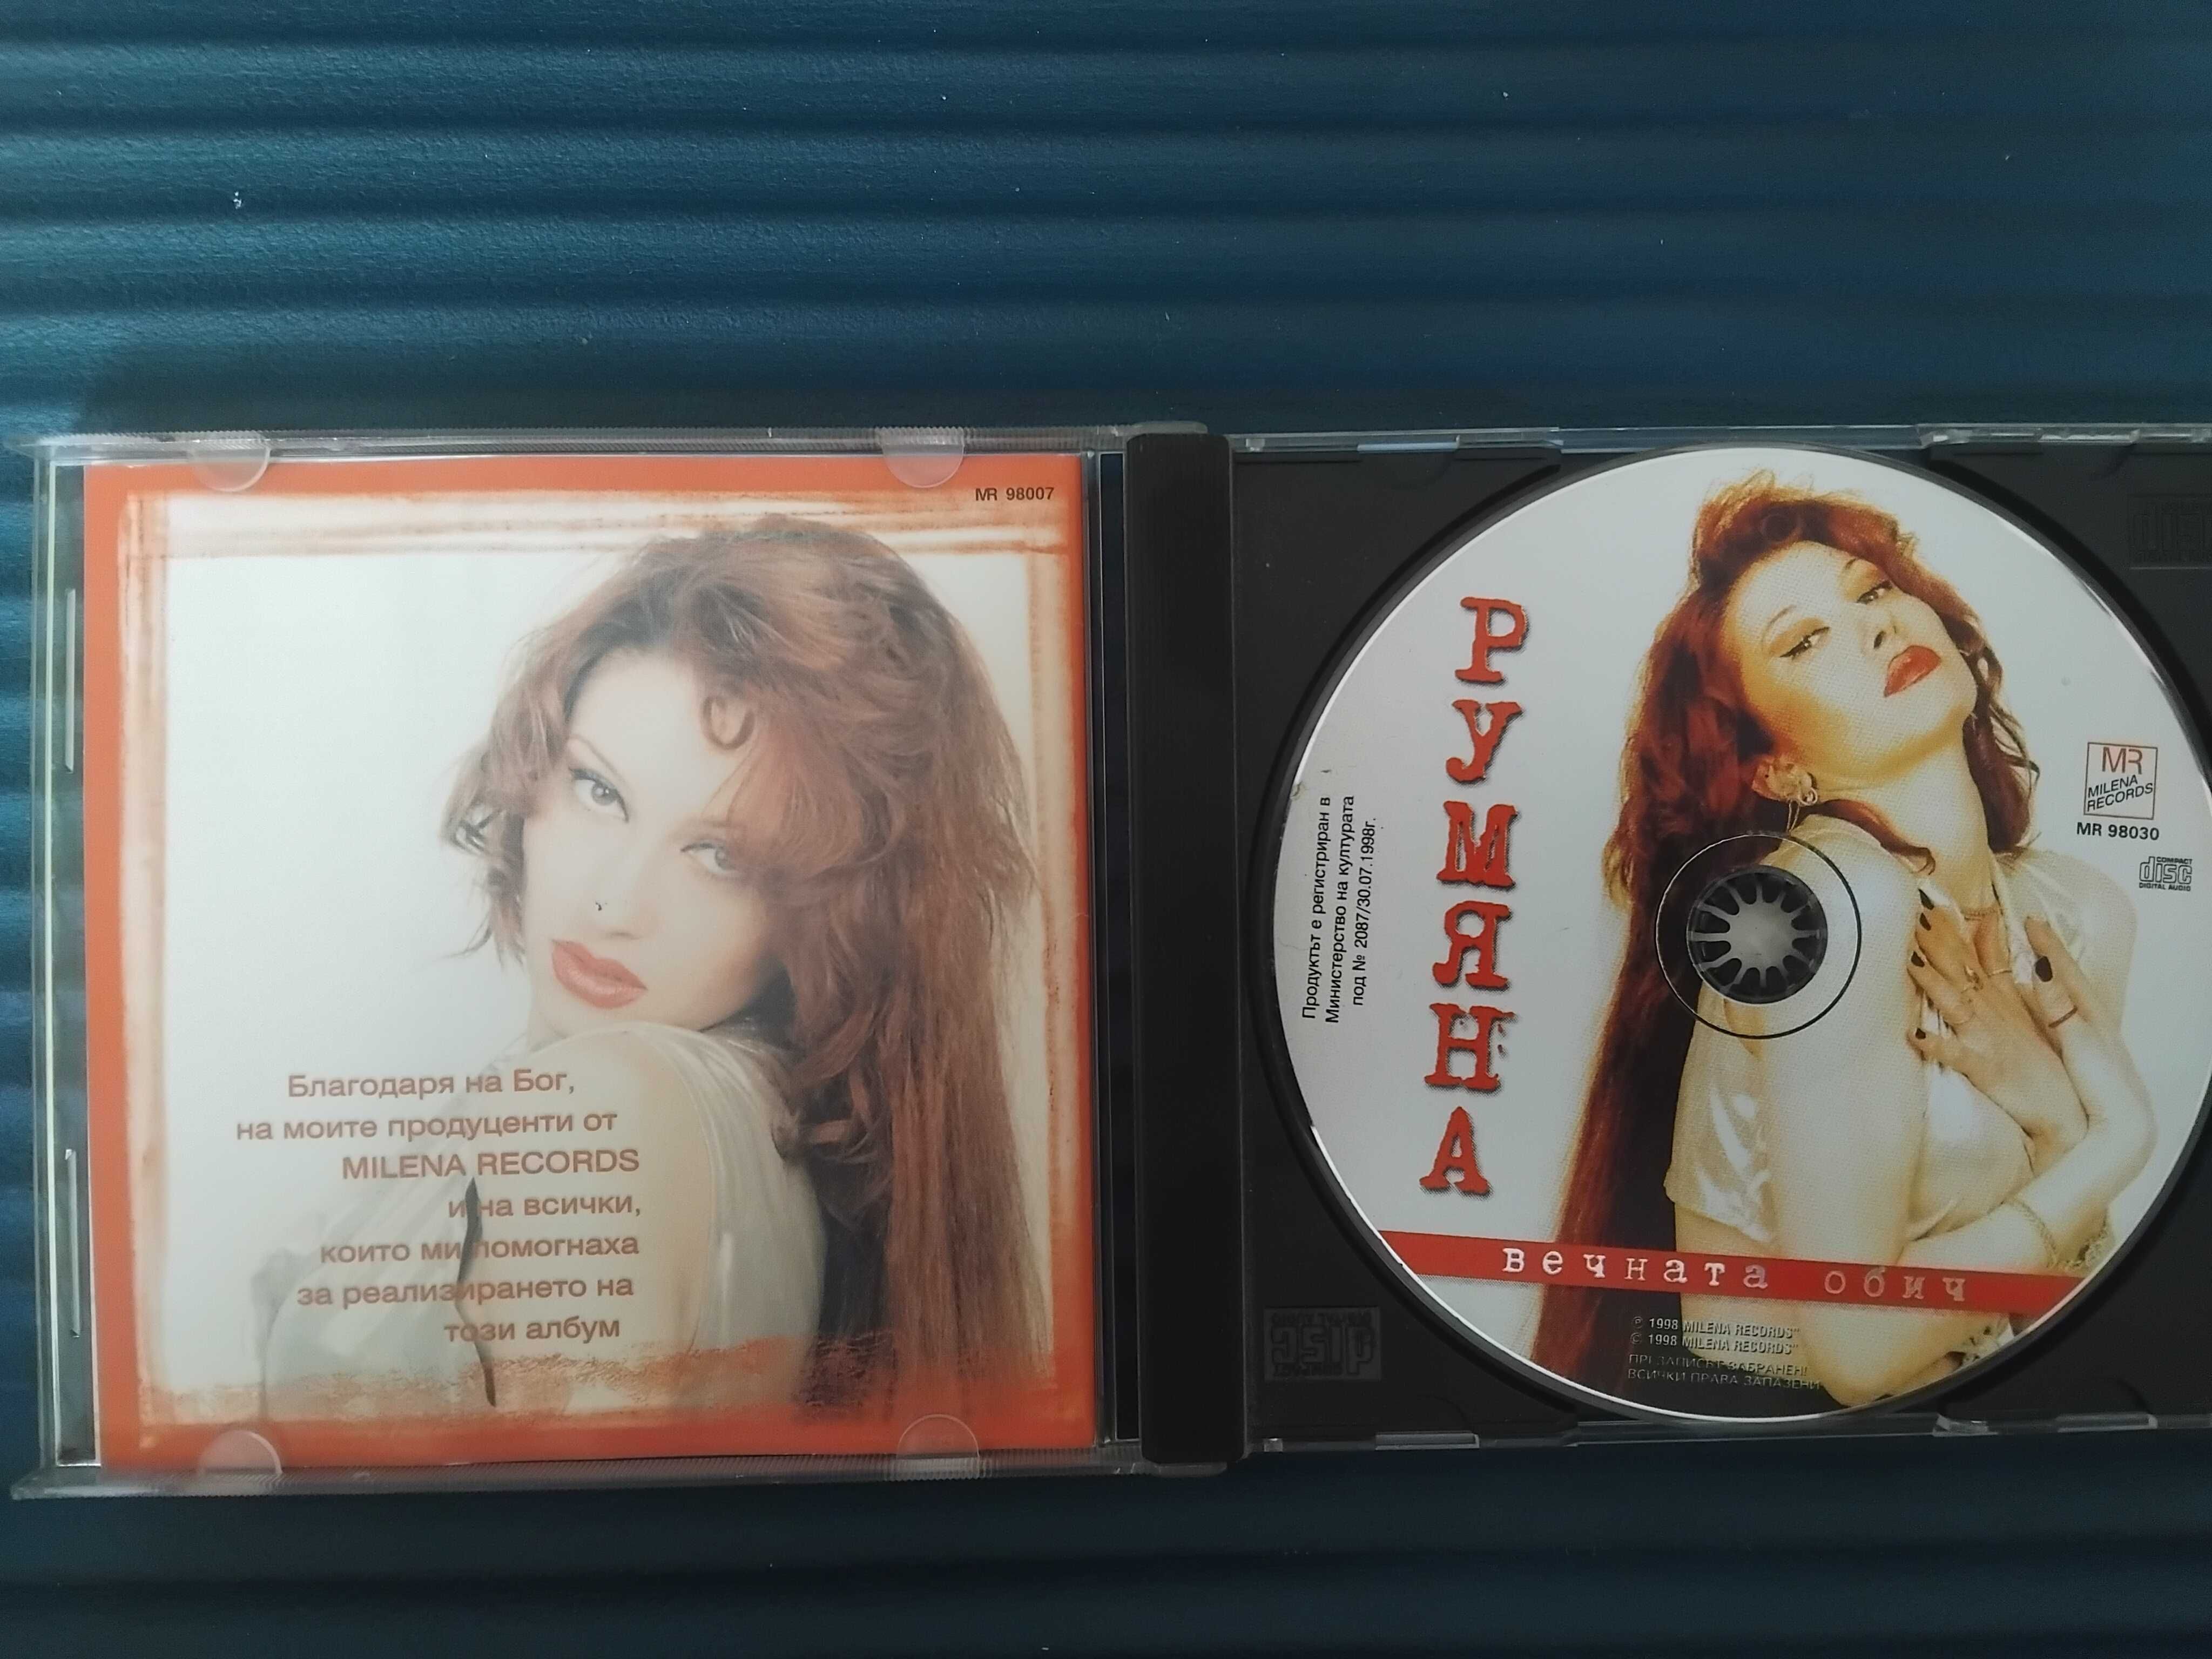 MR 98007
Благодаря на Бог,
на моите продуценти от
MILENA RECORDS
и на всички,
които ми помогнаха
за реализирането на
този албум
РУМЯНА
Продуктът е регистриран в
Министерство на културата
под № 2087/30.07.1998г.
MR
MILENA
RECORDS
MR 98030
COMPACT
disc
DIGITAL AUDIO
вечната обич
℗ 1998 MILENA RECORDS
© 1998 MILENA RECORDS
ПРЕЗАПИСЪТ ЗАБРАНЕН!
ВСИЧКИ ПРАВА ЗАПАЗЕНИ